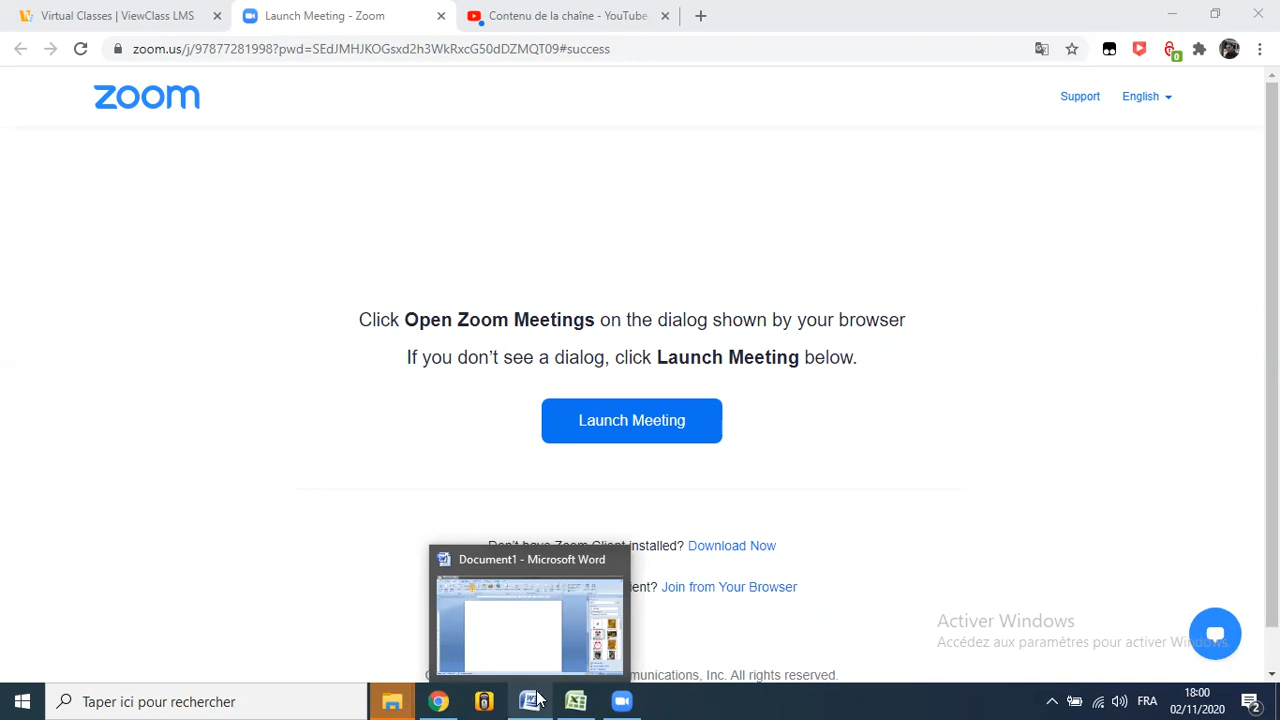 Virtual Classes | ViewClass LMS
Launch Meeting - Zoom
Contenu de la chaîne - YouTube
zoom.us/j/97877281998?pwd=SEdJMHJKOGsxd2h3WkRxcG50dDZMQT09#success
0
zoom
Support
English
Click Open Zoom Meetings on the dialog shown by your browser
If you don't see a dialog, click Launch Meeting below.
Launch Meeting
Don't have Zoom Client installed? Download Now
Document1 - Microsoft Word
ient? Join from Your Browser
Activer Windows
Accédez aux paramètres pour activer Windows.
mmunications, Inc. All rights reserved.
Taper ici pour rechercher
FRA
18:00
02/11/2020
2